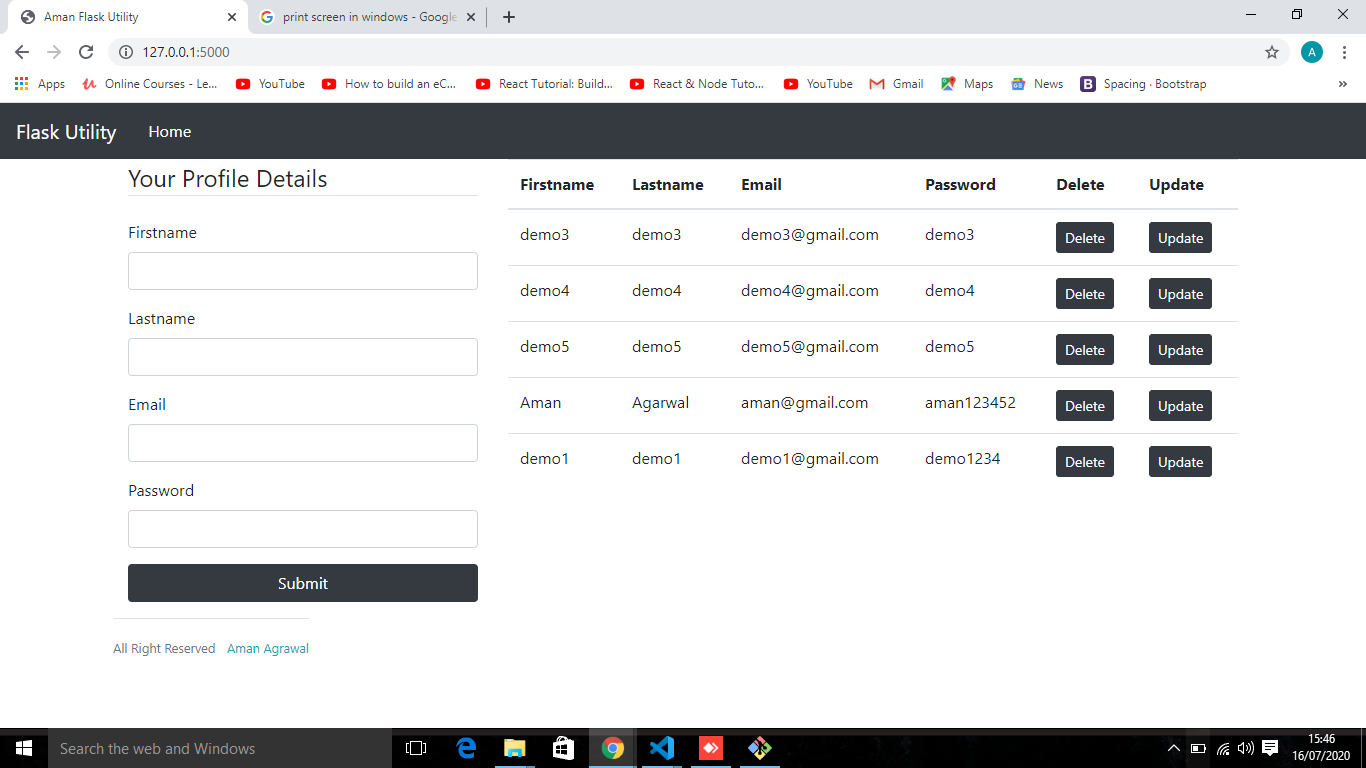 Aman Flask Utility
print screen in windows - Google
127.0.0.1:5000
A
Apps
Online Courses - Le...
YouTube
How to build an eC...
React Tutorial: Build...
React & Node Tuto...
YouTube
Gmail
Maps
News
B
Spacing · Bootstrap
»
Flask Utility
Home
Your Profile Details
Firstname
Lastname
Email
Password
Submit
All Right Reserved Aman Agrawal
Firstname Lastname Email Password Delete Update
demo3 demo3 demo3@gmail.com demo3 Delete Update
demo4 demo4 demo4@gmail.com demo4 Delete Update
demo5 demo5 demo5@gmail.com demo5 Delete Update
Aman Agarwal aman@gmail.com aman123452 Delete Update
demo1 demo1 demo1@gmail.com demo1234 Delete Update
Search the web and Windows
15:46
16/07/2020